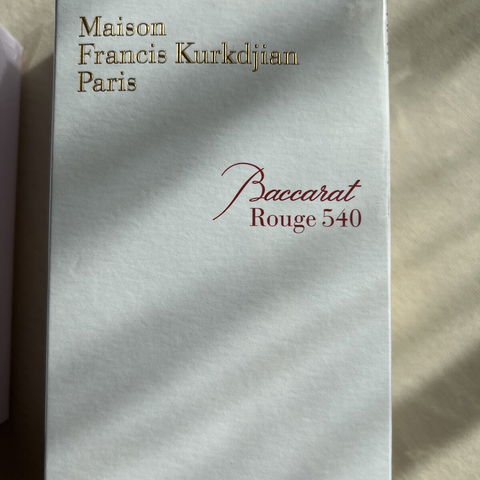 Maison
Francis Kurkdjian
Paris
Baccarat
Rouge 540